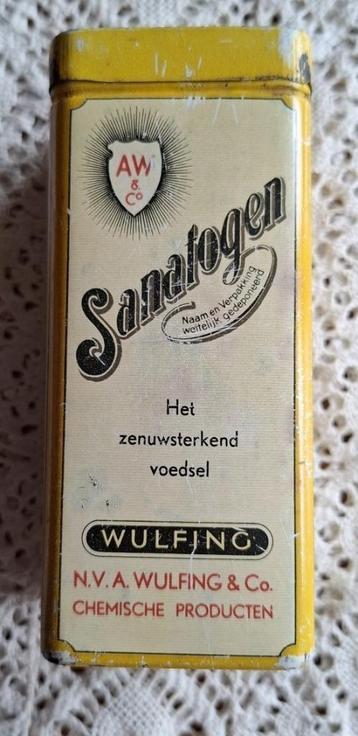 AW
&
Co
Sanatogen
Naam en Verpakking
wettelijk gedeponeerd
Het
zenuwsterkend
voedsel
WULFING
N.V. A. WULFING & Co.
CHEMISCHE PRODUCTEN